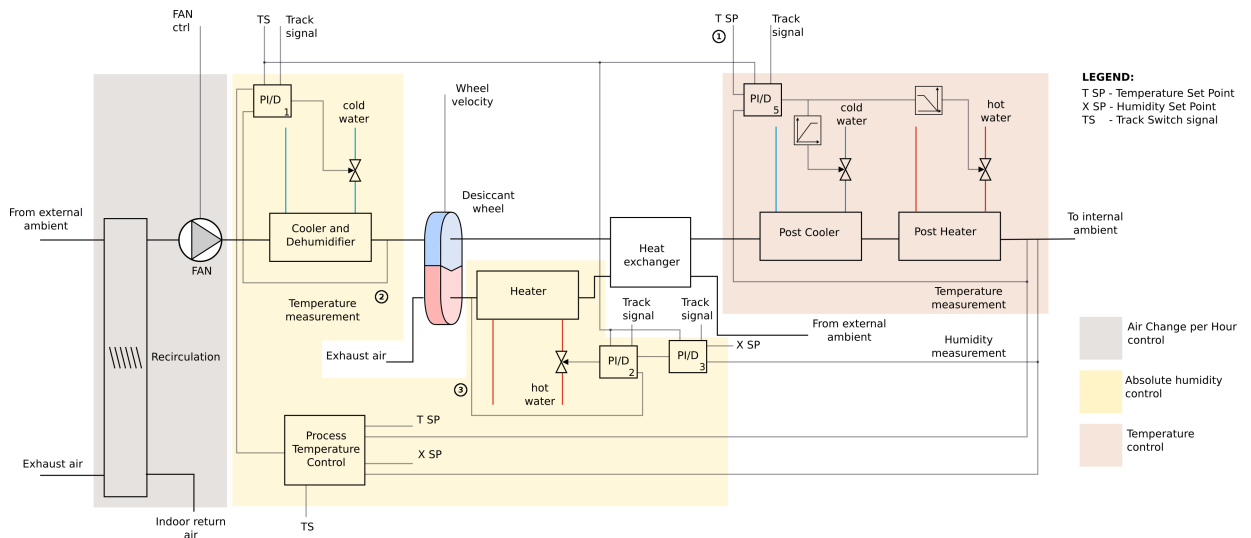 FAN
ctrl
TS
Track
signal
T SP
1
Track
signal
LEGEND:
T SP - Temperature Set Point
X SP - Humidity Set Point
TS - Track Switch signal
PI/D
1
cold
water
Wheel
velocity
PI/D
5
cold
water
hot
water
From external
ambient
FAN
Cooler and
Dehumidifier
Desiccant
wheel
Heat
exchanger
Post Cooler
Post Heater
To internal
ambient
2
Temperature
measurement
Heater
Temperature
measurement
Track
signal
Track
signal
From external
ambient
Humidity
measurement
Air Change per Hour
control
Recirculation
Exhaust air
PI/D
2
PI/D
3
X SP
3
hot
water
Absolute humidity
control
Process
Temperature
Control
T SP
X SP
TS
Temperature
control
Exhaust air
Indoor return
air